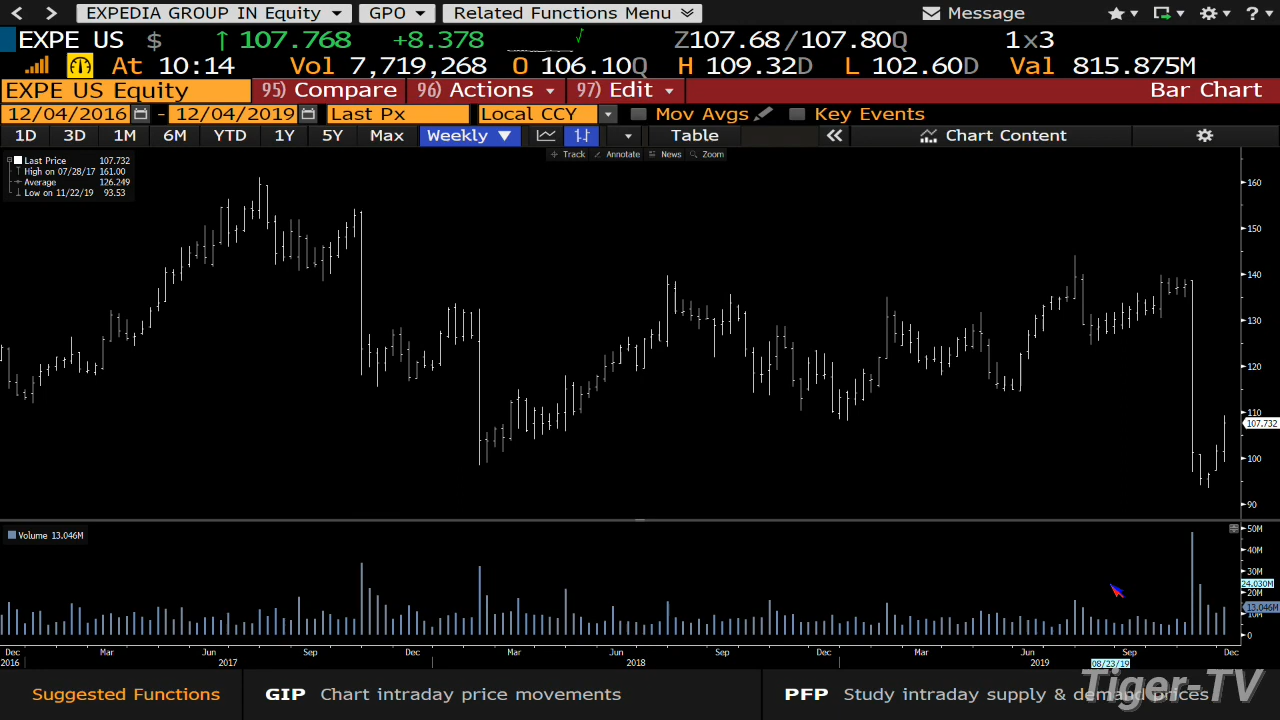 EXPEDIA GROUP IN Equity GPO Related Functions Menu Message ?
EXPE US $ ↑ 107.768 +8.378 Z107.68/107.80Q 1x3
At 10:14 Vol 7,719,268 O 106.10Q H 109.32D L 102.60D Val 815.875M
EXPE US Equity 95) Compare 96) Actions 97) Edit Bar Chart
12/04/2016 - 12/04/2019 Last Px Local CCY Mov Avgs Key Events
1D 3D 1M 6M YTD 1Y 5Y Max Weekly ▼ Table « Chart Content
Track Annotate News Zoom
Last Price 107.732
High on 07/28/17 161.00
Average 126.249
Low on 11/22/19 93.53
160
150
140
130
120
110
107.732
100
90
Volume 13.046M
50M
40M
30M
24.030M
20M
13.046M
10M
0
Dec Mar Jun Sep Dec Mar Jun Sep Dec Mar Jun Sep Dec
2016 2017 2018 2019 08/23/19
Suggested Functions GIP Chart intraday price movements PFP Study intraday supply & demand prices
Tiger-TV